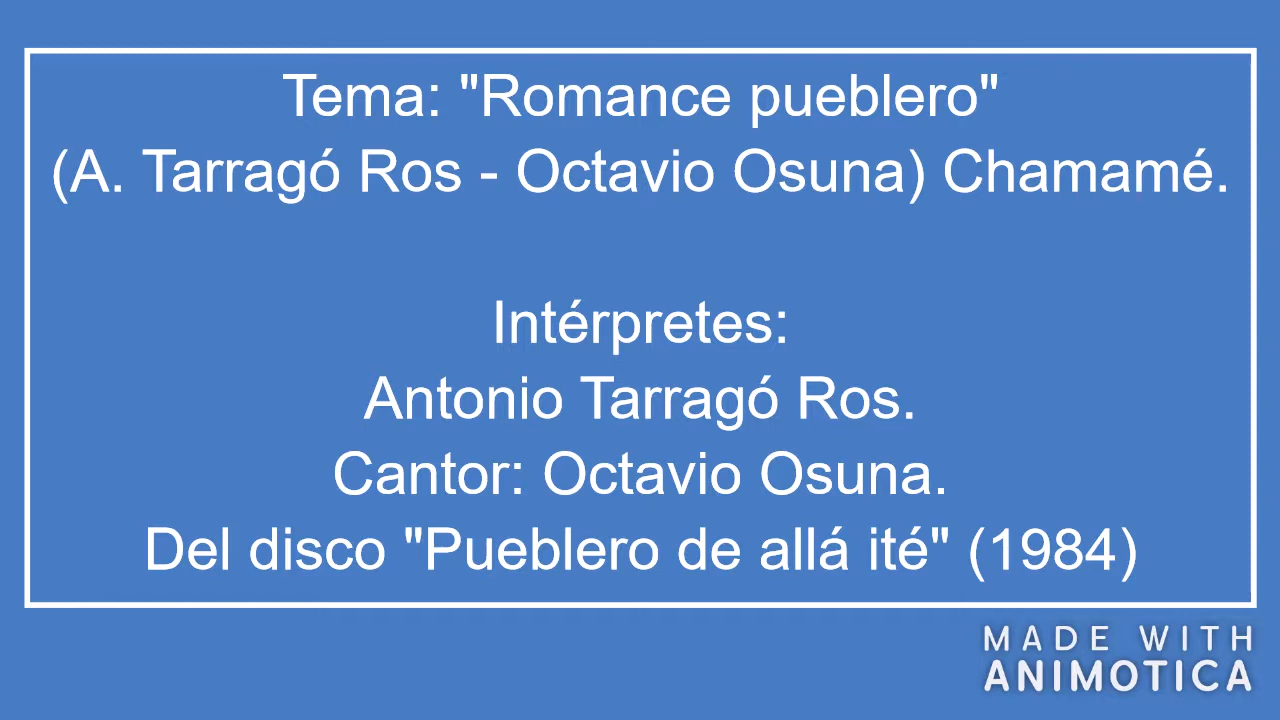 Tema: "Romance pueblero"
(A. Tarragó Ros - Octavio Osuna) Chamamé.
Intérpretes:
Antonio Tarragó Ros.
Cantor: Octavio Osuna.
Del disco "Pueblero de allá ité" (1984)
MADE WITH
ANIMOTICA